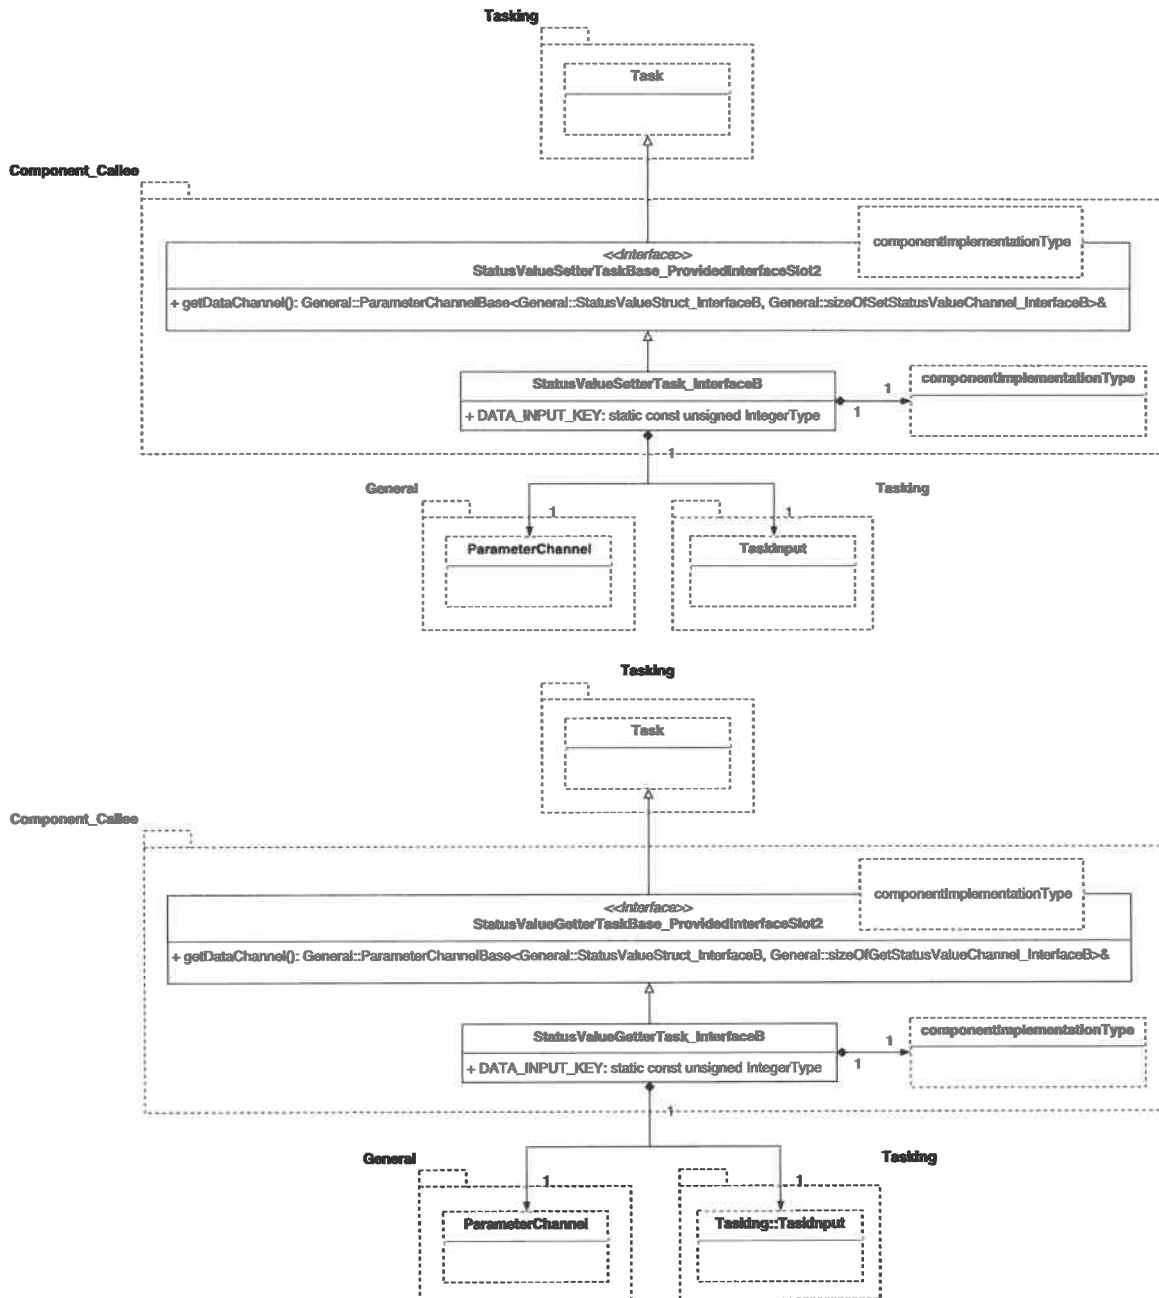 Tasking
Task
Component_Callee
componentImplementationType
<<Interface>>
StatusValueSetterTaskBase_ProvidedInterfaceSlot2
+ getDataChannel(): General::ParameterChannelBase<General::StatusValueStruct_InterfaceB, General::sizeOfSetStatusValueChannel_InterfaceB>&
StatusValueSetterTask_InterfaceB
+ DATA_INPUT_KEY: static const unsigned IntegerType
1
1
componentImplementationType
1
General
Tasking
1
1
ParameterChannel
TaskInput
Tasking
Task
Component_Callee
componentImplementationType
<<Interface>>
StatusValueGetterTaskBase_ProvidedInterfaceSlot2
+ getDataChannel(): General::ParameterChannelBase<General::StatusValueStruct_InterfaceB, General::sizeOfGetStatusValueChannel_InterfaceB>&
StatusValueGetterTask_InterfaceB
+ DATA_INPUT_KEY: static const unsigned IntegerType
1
1
componentImplementationType
1
General
Tasking
1
1
ParameterChannel
Tasking::TaskInput